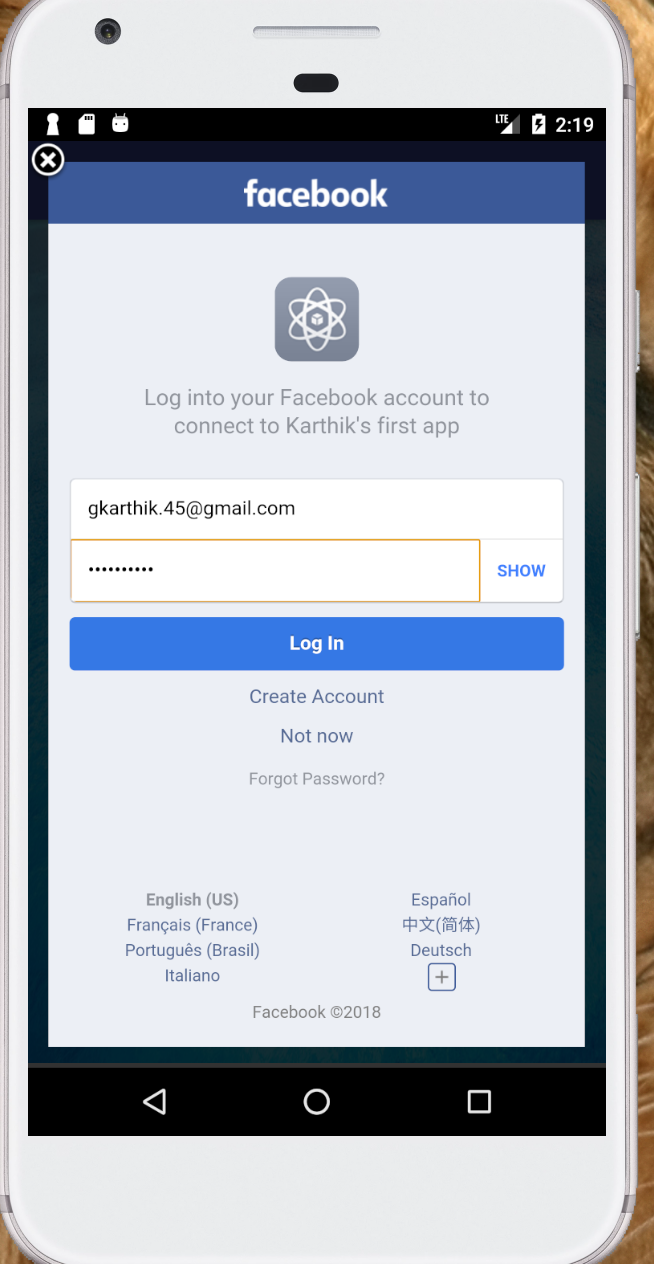 LTE 2:19
facebook
Log into your Facebook account to
connect to Karthik's first app
gkarthik.45@gmail.com
••••••••••
SHOW
Log In
Create Account
Not now
Forgot Password?
English (US)
Español
Français (France)
中文(简体)
Português (Brasil)
Deutsch
Italiano
+
Facebook ©2018